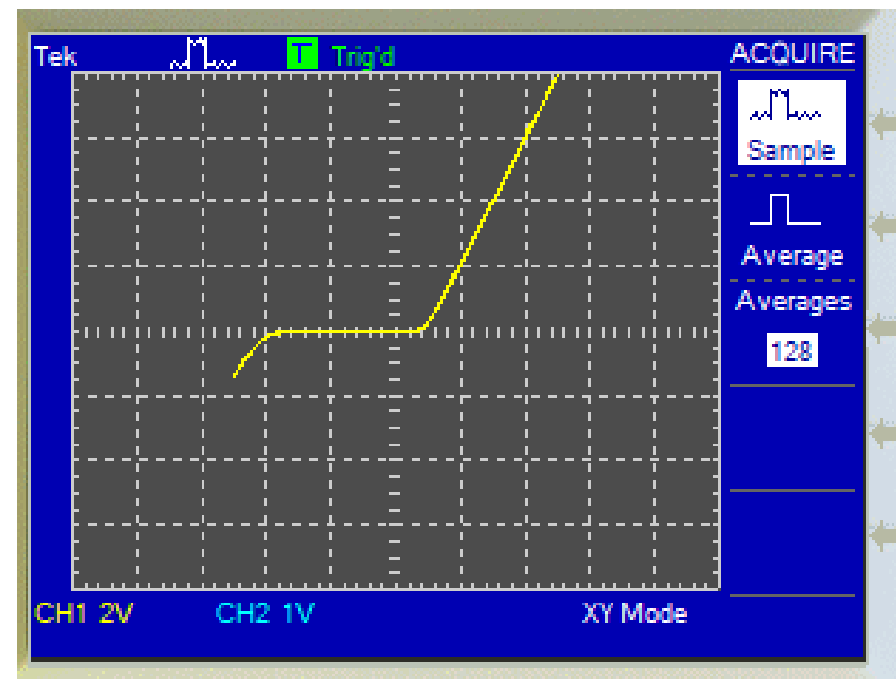 Tek T Trig'd ACQUIRE
Sample
Average
Averages
128
CH1 2V CH2 1V XY Mode